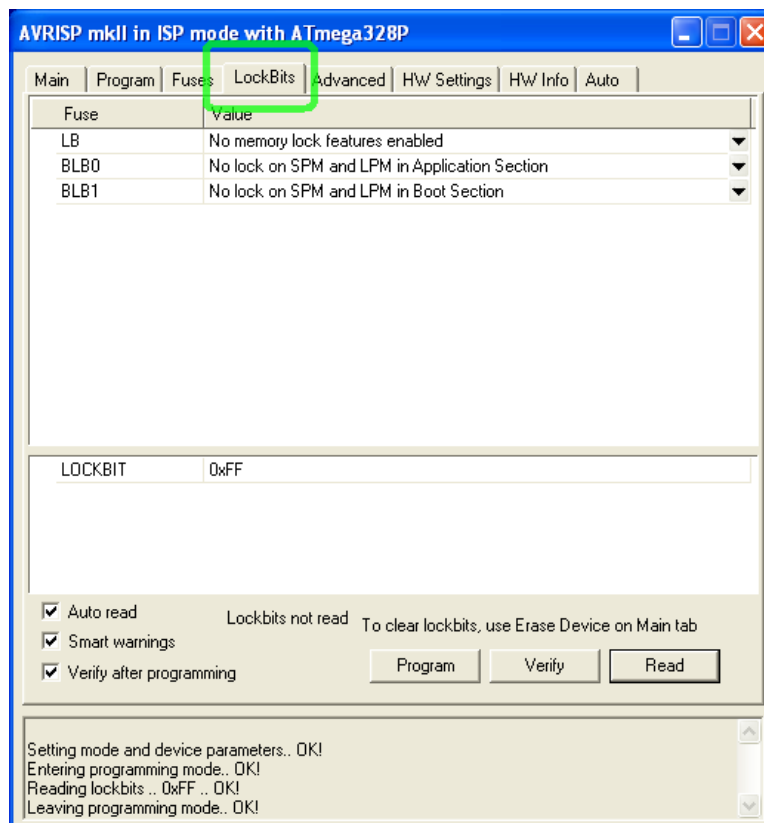 AVRISP mkII in ISP mode with ATmega328P
Main Program Fuses LockBits Advanced HW Settings HW Info Auto
Fuse Value
LB No memory lock features enabled
BLB0 No lock on SPM and LPM in Application Section
BLB1 No lock on SPM and LPM in Boot Section
LOCKBIT 0xFF
Auto read
Lockbits not read
To clear lockbits, use Erase Device on Main tab
Smart warnings
Verify after programming
Program Verify Read
Setting mode and device parameters.. OK!
Entering programming mode.. OK!
Reading lockbits .. 0xFF .. OK!
Leaving programming mode.. OK!